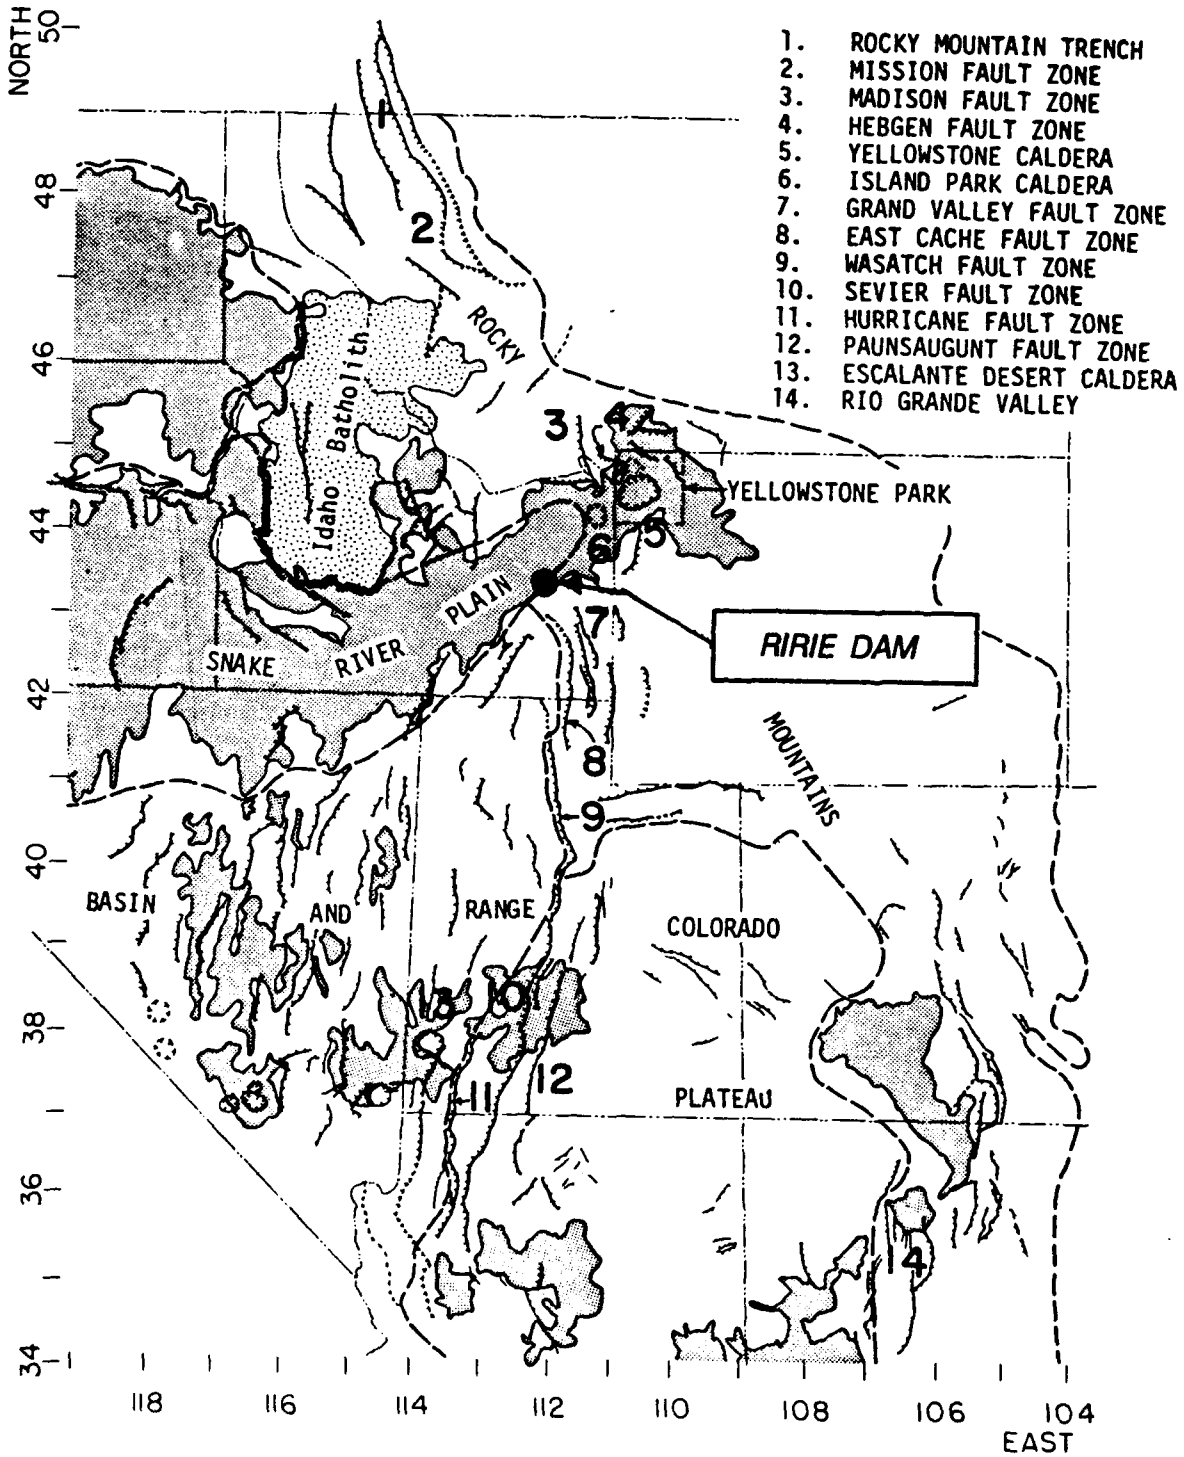 NORTH
50
48
46
44
42
40
38
36
34
1. ROCKY MOUNTAIN TRENCH
2. MISSION FAULT ZONE
3. MADISON FAULT ZONE
4. HEBGEN FAULT ZONE
5. YELLOWSTONE CALDERA
6. ISLAND PARK CALDERA
7. GRAND VALLEY FAULT ZONE
8. EAST CACHE FAULT ZONE
9. WASATCH FAULT ZONE
10. SEVIER FAULT ZONE
11. HURRICANE FAULT ZONE
12. PAUNSAUGUNT FAULT ZONE
13. ESCALANTE DESERT CALDERA
14. RIO GRANDE VALLEY
1
2
ROCKY
Idaho Batholith
3
4
YELLOWSTONE PARK
5
6
SNAKE RIVER PLAIN
7
RIRIE DAM
MOUNTAINS
8
9
BASIN AND RANGE
COLORADO
13
10
12
11
PLATEAU
14
118 116 114 112 110 108 106 104
EAST